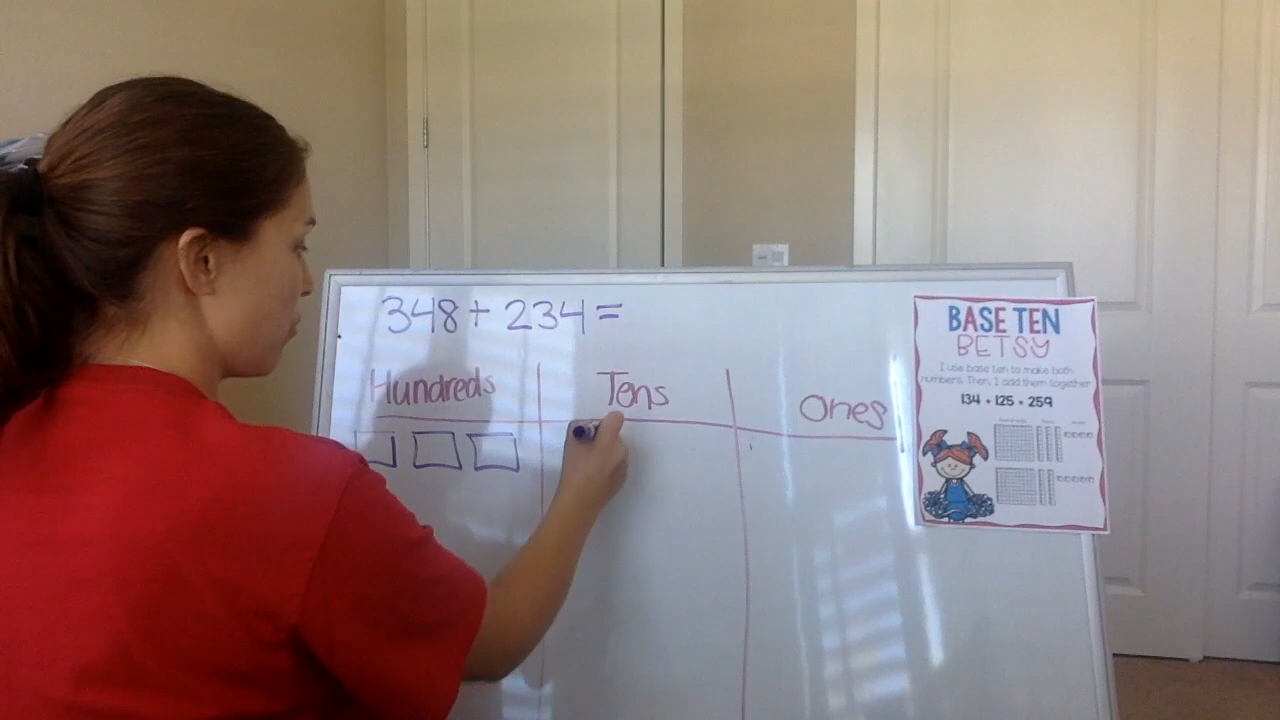 348 + 234 =
Hundreds Tens Ones
BASE TEN
BETSY
I use base ten to make both
numbers. Then, I add them together
134 + 125 = 259